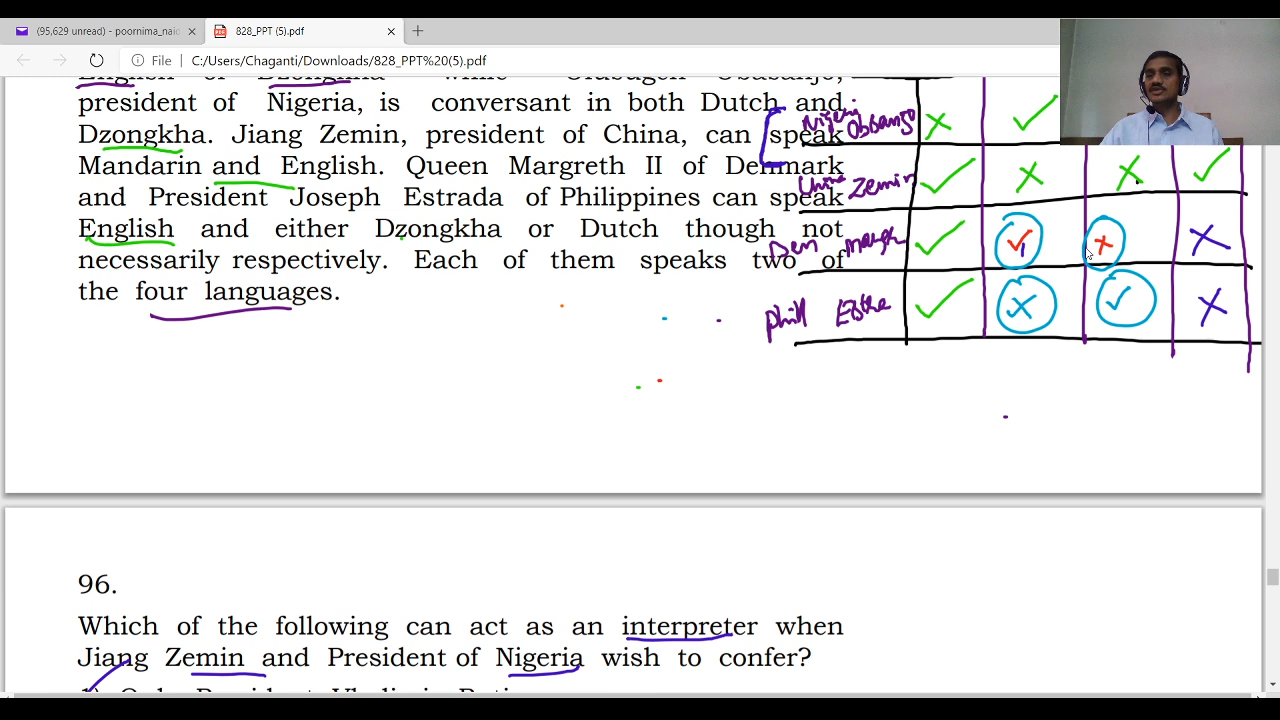 (95,629 unread) - poornima_naid
828_PPT (5).pdf
File | C:/Users/Chaganti/Downloads/828_PPT%20(5).pdf
president of Nigeria, is conversant in both Dutch and
Dzongkha. Jiang Zemin, president of China, can speak
Mandarin and English. Queen Margreth II of Denmark
and President Joseph Estrada of Philippines can speak
English and either Dzongkha or Dutch though not
necessarily respectively. Each of them speaks two of
the four languages.
Zemin
Dem
96.
Which of the following can act as an interpreter when
Jiang Zemin and President of Nigeria wish to confer?